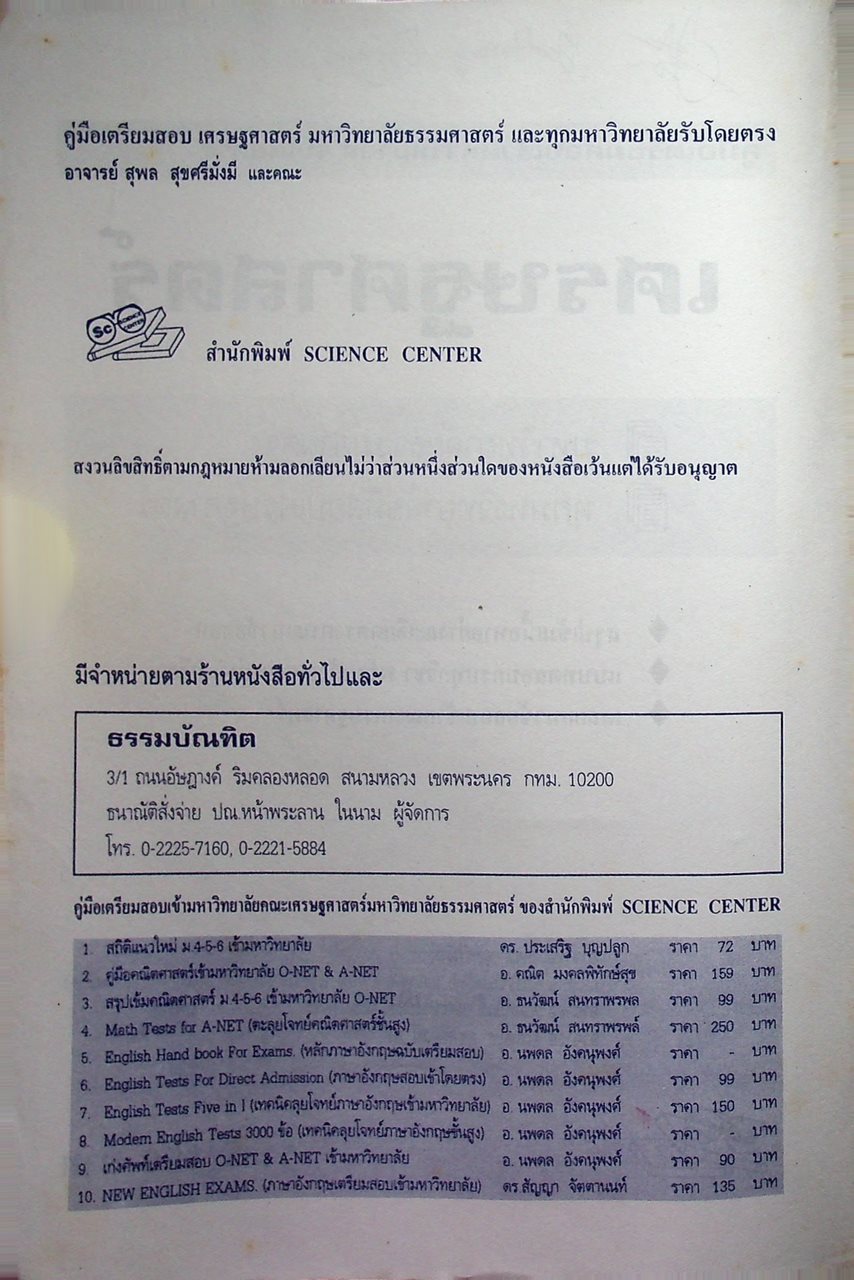 คู่มือเตรียมสอบ เศรษฐศาสตร์ มหาวิทยาลัยธรรมศาสตร์ และทุกมหาวิทยาลัยรับโดยตรง
อาจารย์ สุพล สุขศรีมั่งมี และคณะ
Sc SCIENCE CENTER
สำนักพิมพ์ SCIENCE CENTER
สงวนลิขสิทธิ์ตามกฎหมายห้ามลอกเลียนไม่ว่าส่วนหนึ่งส่วนใดของหนังสือเว้นแต่ได้รับอนุญาต
มีจำหน่ายตามร้านหนังสือทั่วไปและ
ธรรมบัณฑิต
3/1 ถนนอัษฎางค์ ริมคลองหลอด สนามหลวง เขตพระนคร กทม. 10200
ธนาณัติสั่งจ่าย ปณ.หน้าพระลาน ในนาม ผู้จัดการ
โทร. 0-2225-7160, 0-2221-5884
คู่มือเตรียมสอบเข้ามหาวิทยาลัยคณะเศรษฐศาสตร์มหาวิทยาลัยธรรมศาสตร์ ของสำนักพิมพ์ SCIENCE CENTER
1. สถิติแนวใหม่ ม.4-5-6 เข้ามหาวิทยาลัย ดร. ประเสริฐ บุญปลูก ราคา 72 บาท
2. คู่มือคณิตศาสตร์เข้ามหาวิทยาลัย O-NET & A-NET อ. คณิต มงคลพิทักษ์สุข ราคา 159 บาท
3. สรุปเข้มคณิตศาสตร์ ม 4-5-6 เข้ามหาวิทยาลัย O-NET อ. ธนวัฒน์ สนทราพรพล ราคา 99 บาท
4. Math Tests for A-NET (ตะลุยโจทย์คณิตศาสตร์ชั้นสูง) อ. ธนวัฒน์ สนทราพรพล์ ราคา 250 บาท
5. English Hand book For Exams. (หลักภาษาอังกฤษฉบับเตรียมสอบ) อ. นพดล อังคนุพงศ์ ราคา - บาท
6. English Tests For Direct Admission (ภาษาอังกฤษสอบเข้าโดยตรง) อ. นพดล อังคนุพงศ์ ราคา 99 บาท
7. English Tests Five in 1 (เทคนิคลุยโจทย์ภาษาอังกฤษเข้ามหาวิทยาลัย) อ. นพดล อังคนุพงศ์ ราคา 150 บาท
8. Modern English Tests 3000 ข้อ (เทคนิคลุยโจทย์ภาษาอังกฤษชั้นสูง) อ. นพดล อังคนุพงศ์ ราคา - บาท
9. เก่งศัพท์เตรียมสอบ O-NET & A-NET เข้ามหาวิทยาลัย อ. นพดล อังคนุพงศ์ ราคา 90 บาท
10. NEW ENGLISH EXAMS. (ภาษาอังกฤษเตรียมสอบเข้ามหาวิทยาลัย) ดร.สัญญา จัตตานนท์ ราคา 135 บาท